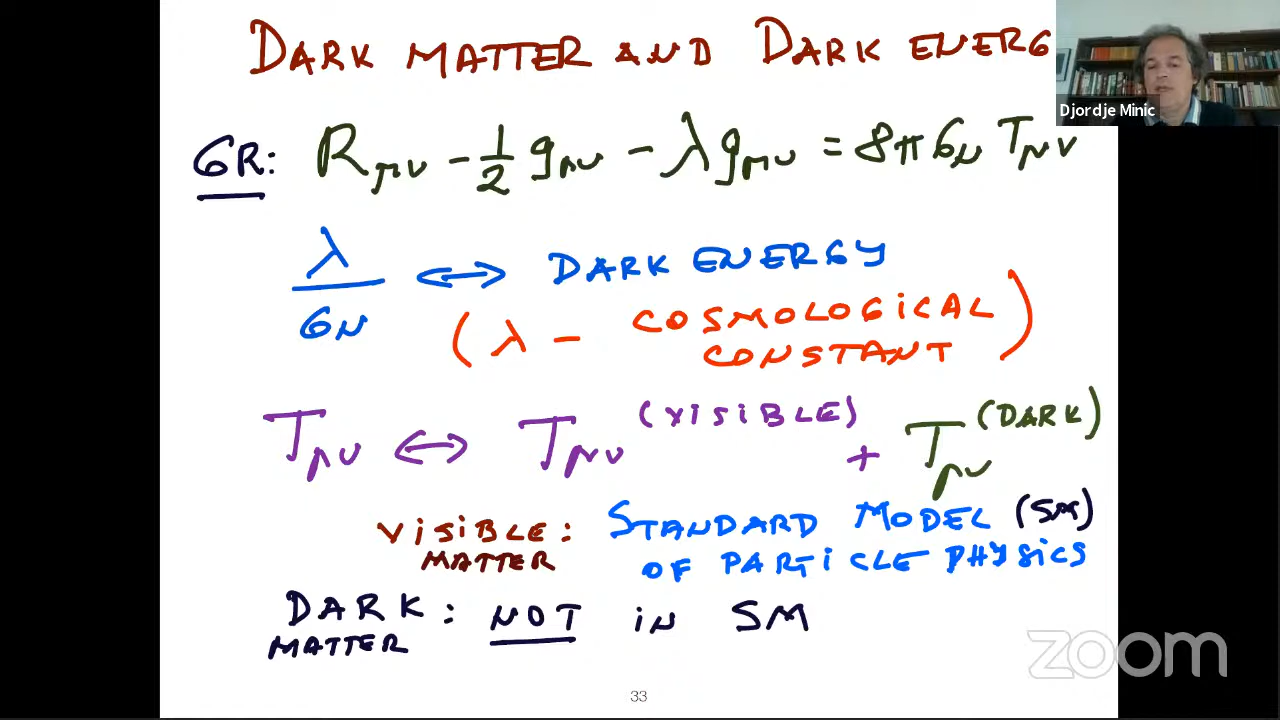 DARK MATTER AND DARK ENERG
Djordje Minic
GR: Rμν - 1/2 gμν - λgμν = 8πGN Tμν
λ/GN ⟷ DARK ENERGY
(λ - COSMOLOGICAL
CONSTANT)
Tμν ⟷ Tμν (VISIBLE) + Tμν (DARK)
VISIBLE: STANDARD MODEL (SM)
MATTER OF PARTICLE PHYSICS
DARK: NOT in SM
MATTER
zoom
33